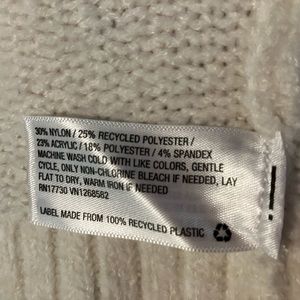 30% NYLON / 25% RECYCLED POLYESTER /
23% ACRYLIC / 18% POLYESTER / 4% SPANDEX
MACHINE WASH COLD WITH LIKE COLORS, GENTLE
CYCLE, ONLY NON-CHLORINE BLEACH IF NEEDED, LAY
FLAT TO DRY, WARM IRON IF NEEDED
RN17730 VN1268582
LABEL MADE FROM 100% RECYCLED PLASTIC